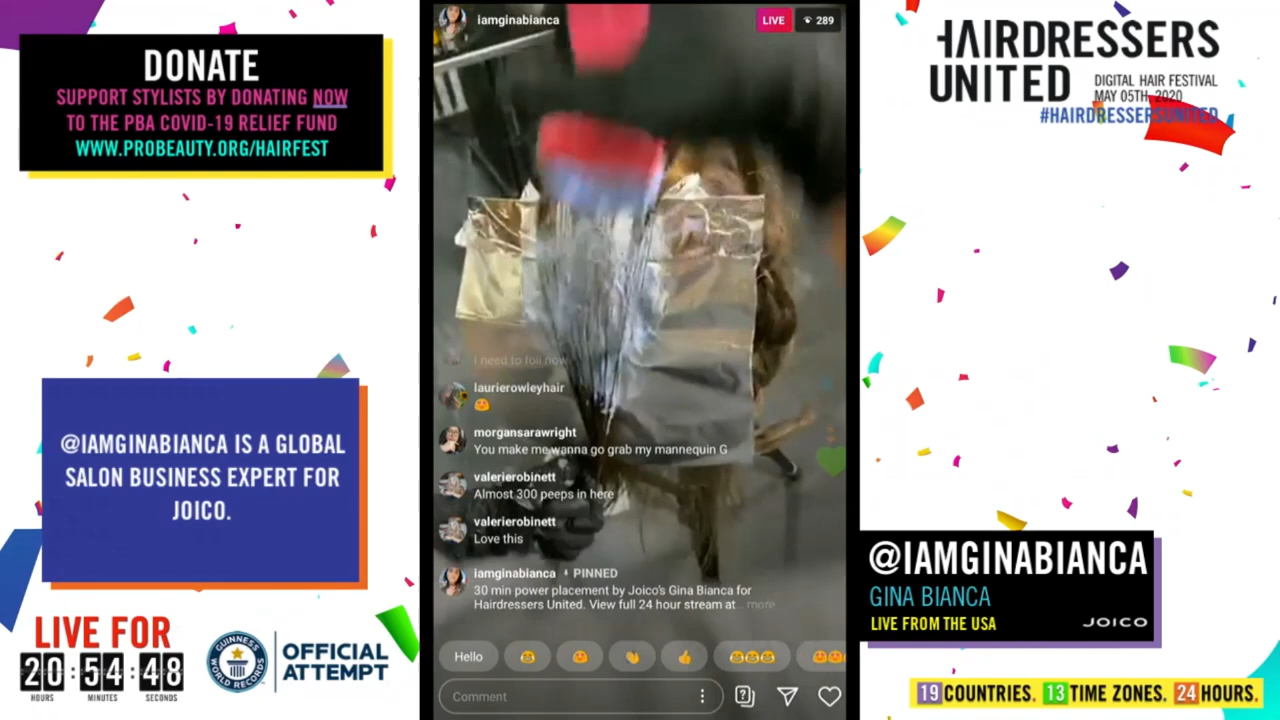 DONATE
SUPPORT STYLISTS BY DONATING NOW
TO THE PBA COVID-19 RELIEF FUND
WWW.PROBEAUTY.ORG/HAIRFEST
@IAMGINABIANCA IS A GLOBAL
SALON BUSINESS EXPERT FOR
JOICO.
LIVE FOR
20:54:48
HOURS MINUTES SECONDS
GUINNESS
WORLD RECORDS
OFFICIAL
ATTEMPT
iamginabianca
LIVE
289
I need to foil now
laurierowleyhair
morgansarawright
You make me wanna go grab my mannequin G
valerierobinett
Almost 300 peeps in here
valerierobinett
Love this
iamginabianca PINNED
30 min power placement by Joico's Gina Bianca for
Hairdressers United. View full 24 hour stream at... more
Hello
Comment
HAIRDRESSERS
UNITED
DIGITAL HAIR FESTIVAL
MAY 05TH, 2020
#HAIRDRESSERSUNITED
@IAMGINABIANCA
GINA BIANCA
LIVE FROM THE USA
JOICO
19 COUNTRIES. 13 TIME ZONES. 24 HOURS.